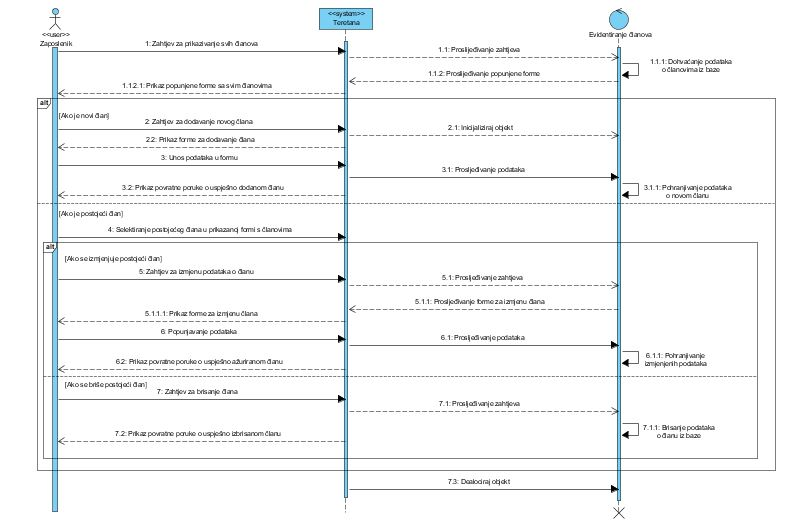 <<user>>
Zaposlenik
<<system>>
Teretana
Evidentiranje članova
1: Zahtjev za prikazivanje svih članova
1.1: Proslijeđivanje zahtjeva
1.1.1: Dohvaćanje podataka
o članovima iz baze
1.1.2: Proslijeđivanje popunjene forme
1.1.2.1: Prikaz popunjene forme sa svim članovima
alt
[Ako je novi član]
2: Zahtjev za dodavanje novog člana
2.1: Inicijaliziraj objekt
2.2: Prikaz forme za dodavanje člana
3: Unos podataka u formu
3.1: Proslijeđivanje podataka
3.1.1: Pohranjivanje podataka
o novom članu
3.2: Prikaz povratne poruke o uspješno dodanom članu
[Ako je postojeći član]
4: Selektiranje postojećeg člana u prikazanoj formi s članovima
alt
[Ako se izmjenjuje postojeći član]
5: Zahtjev za izmjenu podataka o članu
5.1: Proslijeđivanje zahtjeva
5.1.1: Proslijeđivanje forme za izmjenu člana
5.1.1.1: Prikaz forme za izmjenu člana
6: Popunjavanje podataka
6.1: Proslijeđivanje podataka
6.1.1: Pohranjivanje
izmjenjenih podataka
6.2: Prikaz povratne poruke o uspješno ažuriranom članu
[Ako se briše postojeći član]
7: Zahtjev za brisanje člana
7.1: Proslijeđivanje zahtjeva
7.1.1: Brisanje podataka
o članu iz baze
7.2: Prikaz povratne poruke o uspješno izbrisanom članu
7.3: Dealociraj objekt